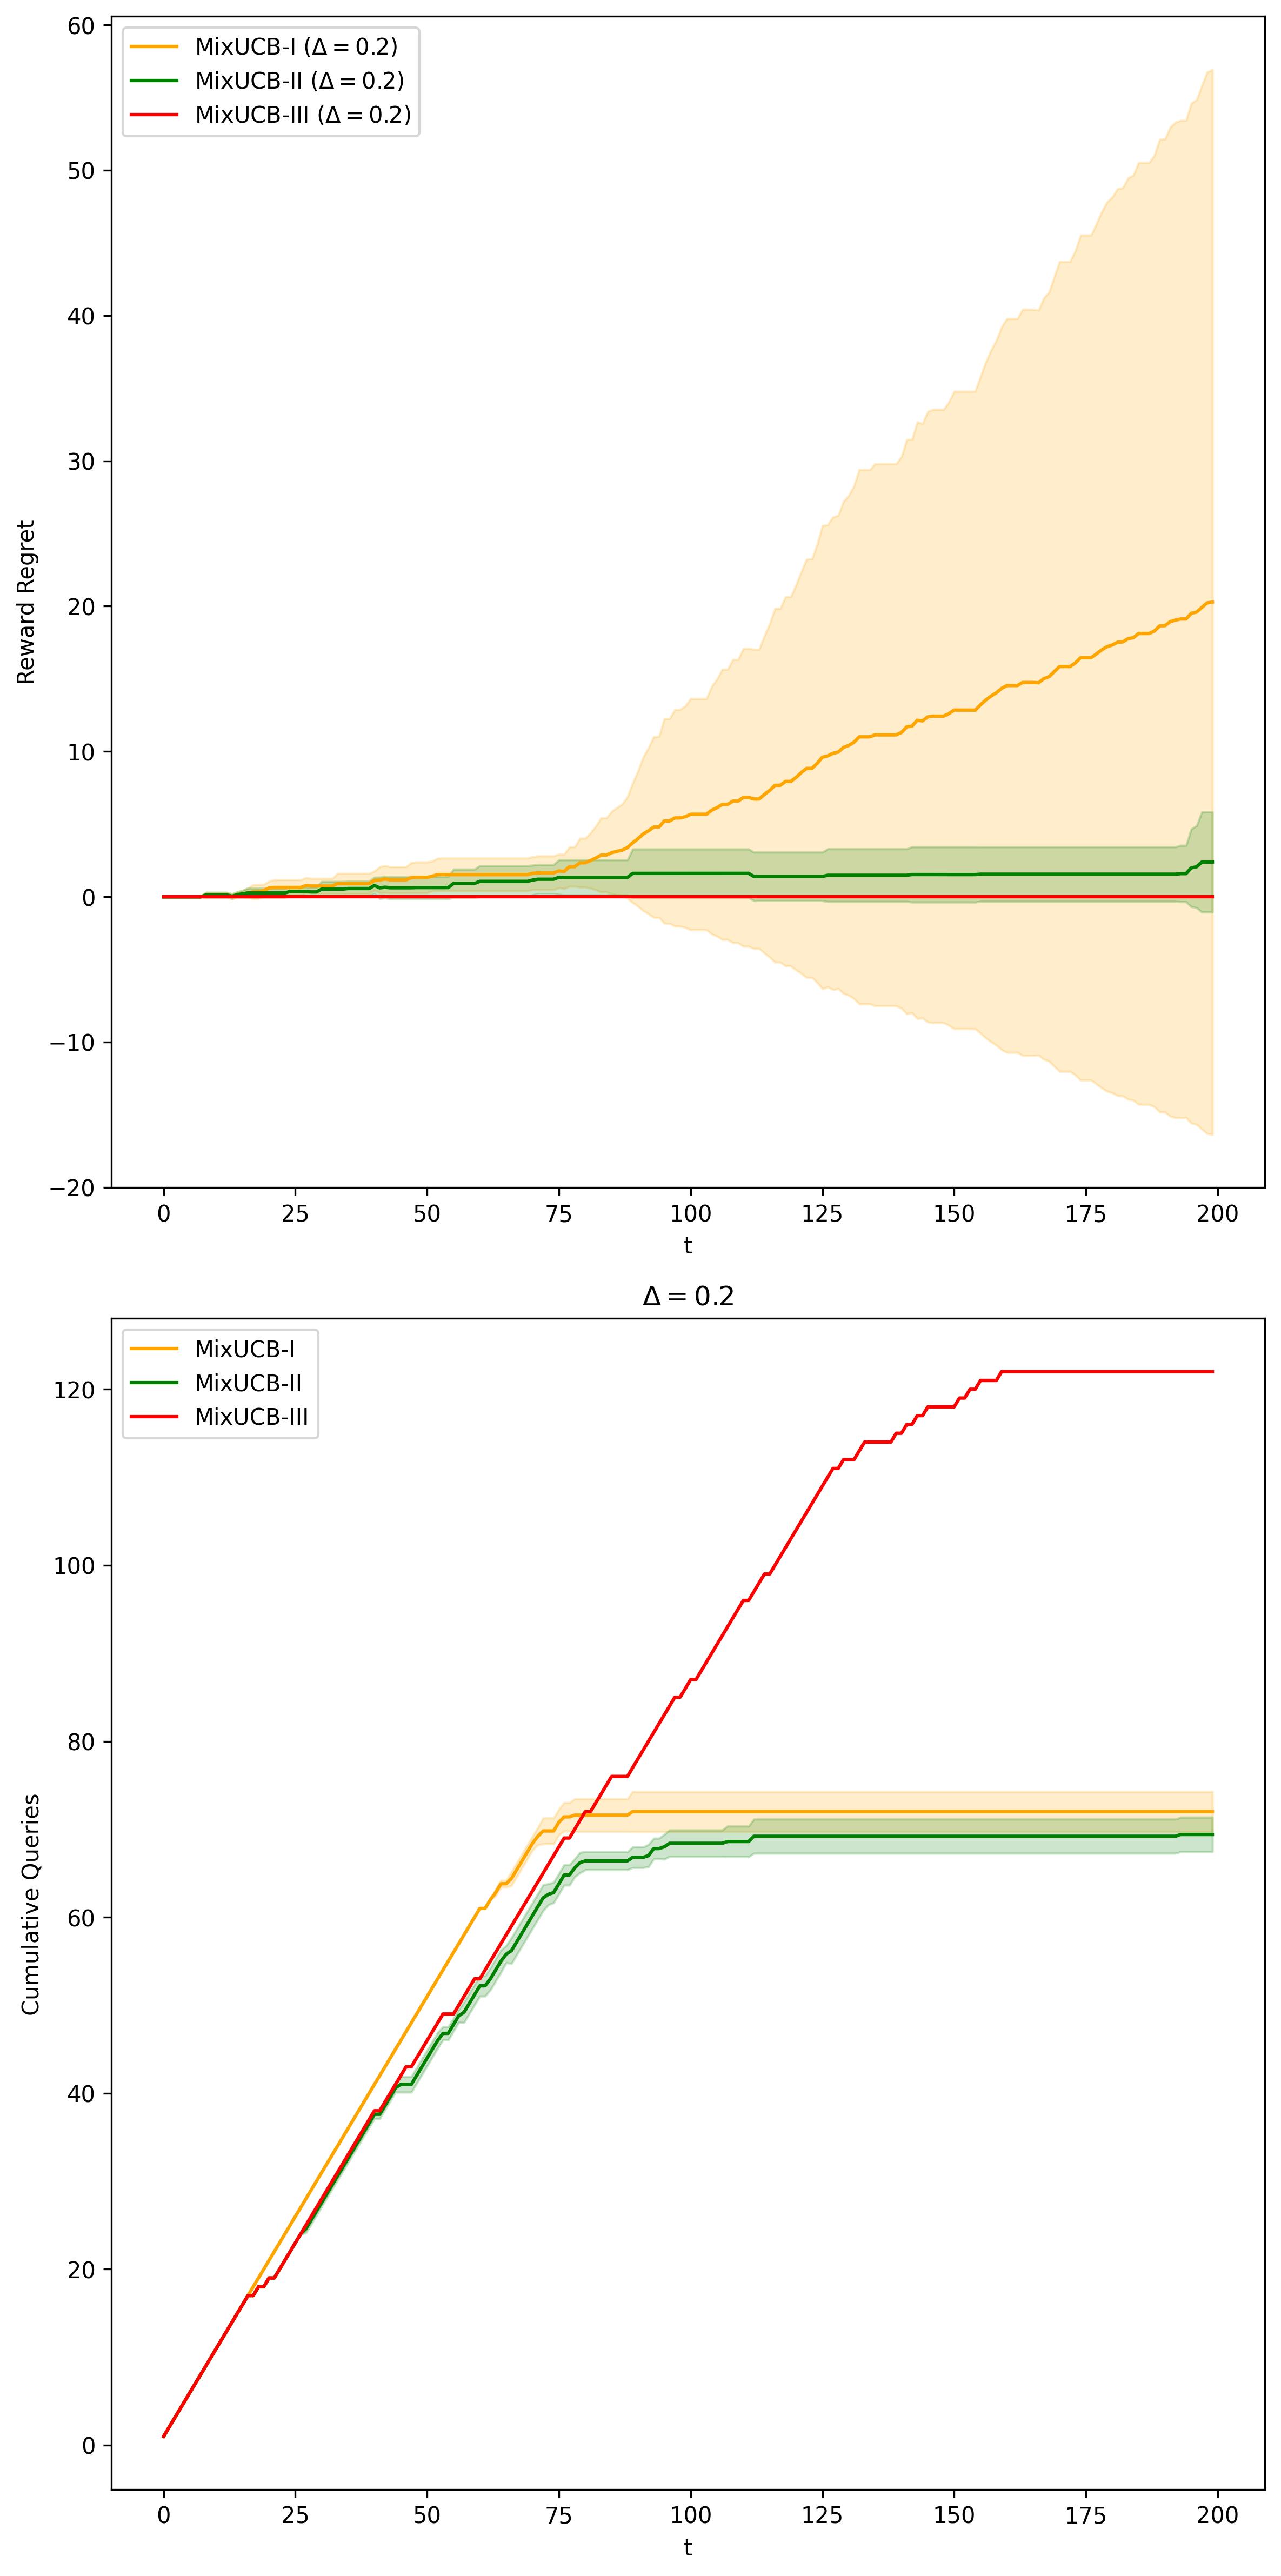 60
50
40
30
20
10
0
−10
−20
Reward Regret
MixUCB-I (Δ = 0.2)
MixUCB-II (Δ = 0.2)
MixUCB-III (Δ = 0.2)
0 25 50 75 100 125 150 175 200
t
Δ = 0.2
120
100
80
60
40
20
0
Cumulative Queries
MixUCB-I
MixUCB-II
MixUCB-III
0 25 50 75 100 125 150 175 200
t